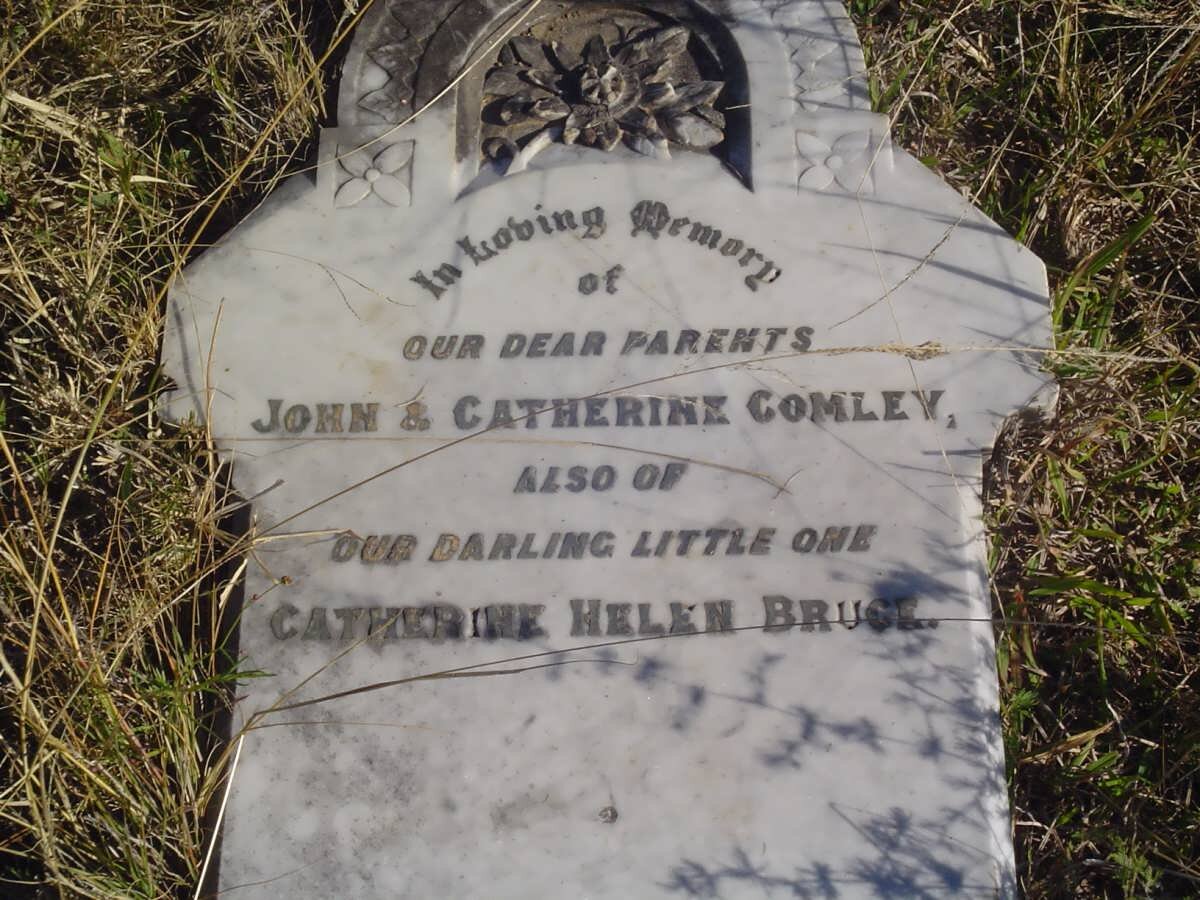 In Loving Memory
of
OUR DEAR PARENTS
JOHN & CATHERINE COMLEY,
ALSO OF
OUR DARLING LITTLE ONE
CATHERINE HELEN BRUCE.